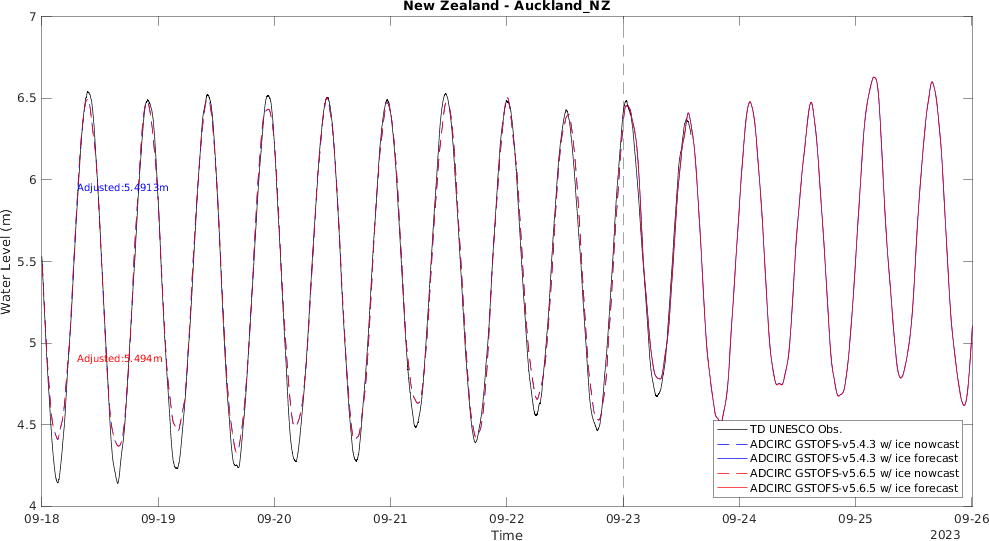 New Zealand - Auckland_NZ
7
6.5
6
5.5
5
4.5
4
Water Level (m)
Adjusted:5.4913m
Adjusted:5.494m
TD UNESCO Obs.
ADCIRC GSTOFS-v5.4.3 w/ ice nowcast
ADCIRC GSTOFS-v5.4.3 w/ ice forecast
ADCIRC GSTOFS-v5.6.5 w/ ice nowcast
ADCIRC GSTOFS-v5.6.5 w/ ice forecast
09-18 09-19 09-20 09-21 09-22 09-23 09-24 09-25 09-26
Time
2023